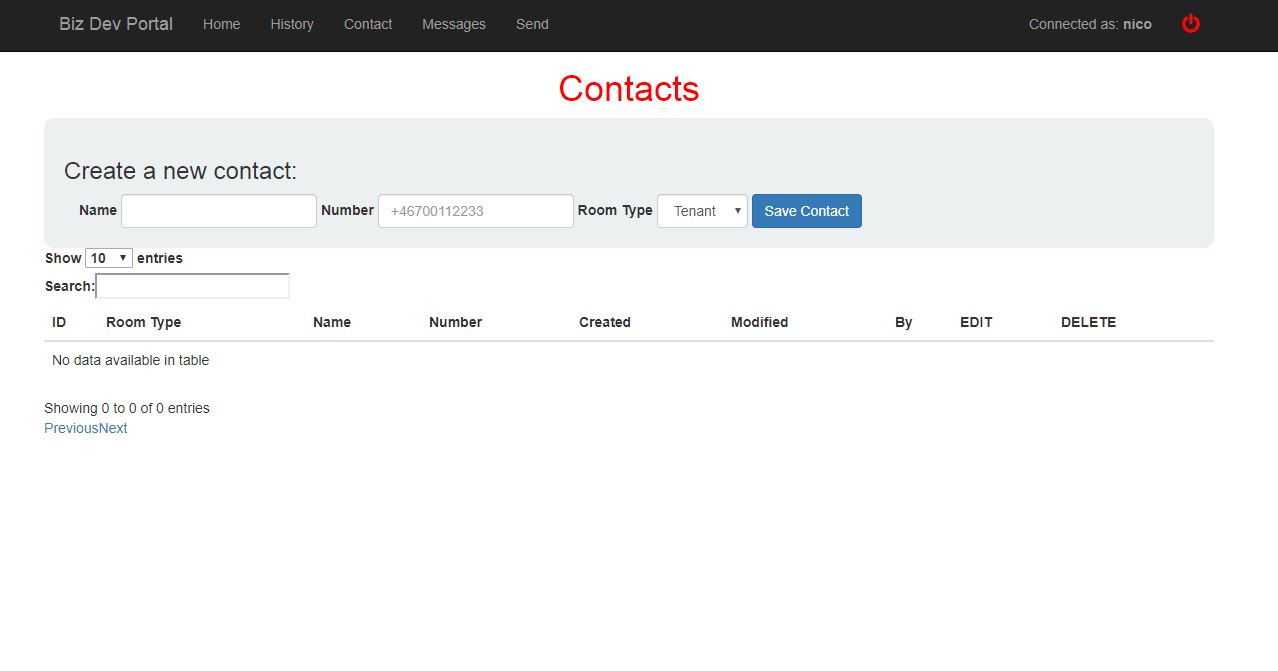 Biz Dev Portal Home History Contact Messages Send Connected as: nico
Contacts
Create a new contact:
Name Number +46700112233 Room Type Tenant Save Contact
Show 10 entries
Search:
ID Room Type Name Number Created Modified By EDIT DELETE
No data available in table
Showing 0 to 0 of 0 entries
PreviousNext